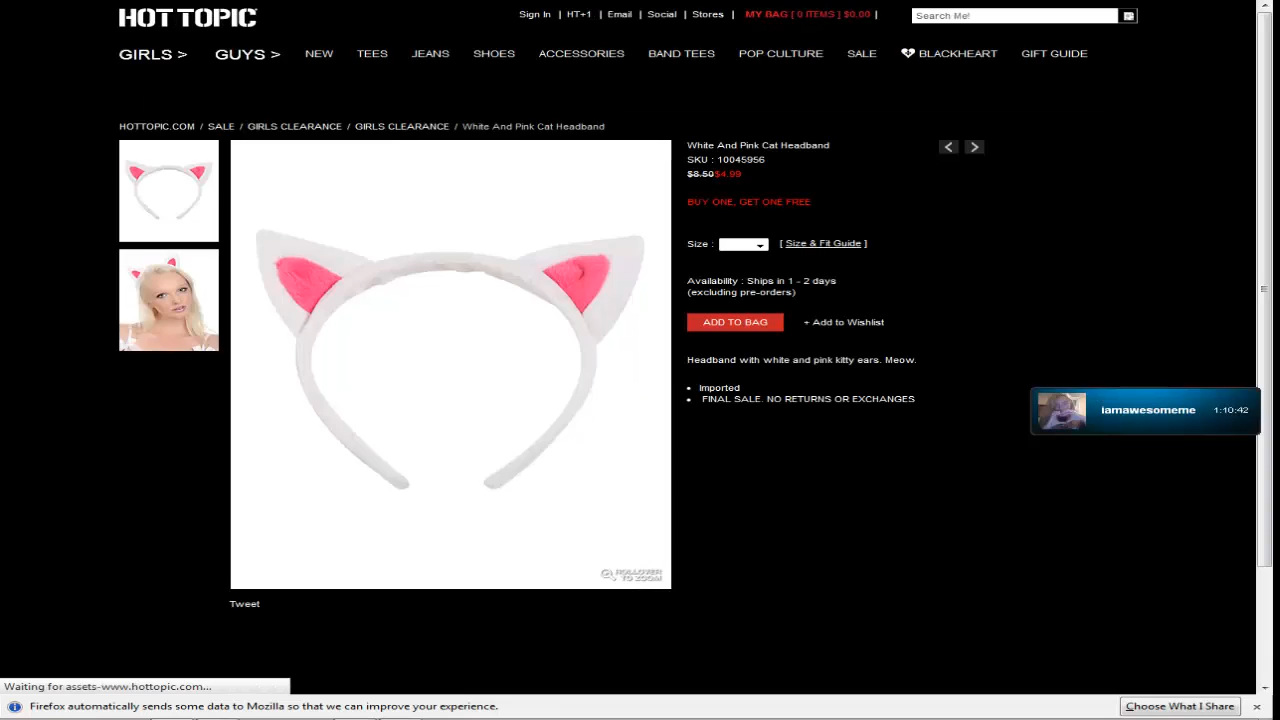 HOT TOPIC
Sign In | HT+1 | Email | Social | Stores | MY BAG [ 0 ITEMS ] $0.00 |
Search Me!
GIRLS > GUYS > NEW TEES JEANS SHOES ACCESSORIES BAND TEES POP CULTURE SALE BLACKHEART GIFT GUIDE
HOTTOPIC.COM / SALE / GIRLS CLEARANCE / GIRLS CLEARANCE / White And Pink Cat Headband
White And Pink Cat Headband
SKU : 10045956
$8.50$4.99
BUY ONE, GET ONE FREE
Size : [ Size & Fit Guide ]
Availability : Ships in 1 - 2 days
(excluding pre-orders)
ADD TO BAG + Add to Wishlist
Headband with white and pink kitty ears. Meow.
• Imported
• FINAL SALE. NO RETURNS OR EXCHANGES
iamawesomeme 1:10:42
ROLLOVER
TO ZOOM
Tweet
Waiting for assets-www.hottopic.com...
Firefox automatically sends some data to Mozilla so that we can improve your experience.
Choose What I Share